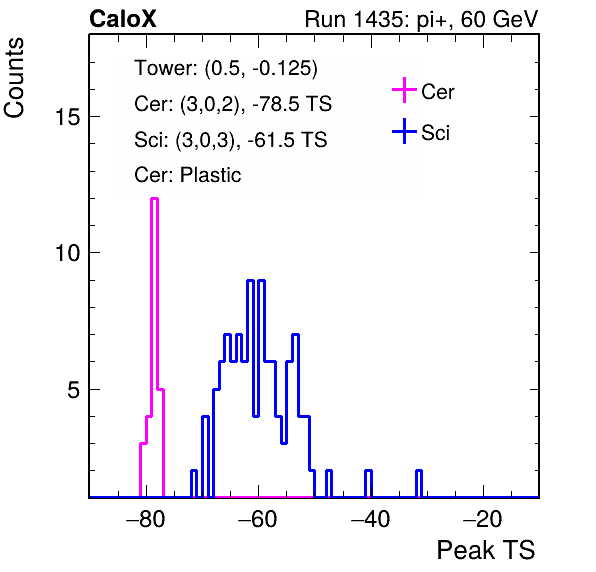 CaloX Run 1435: pi+, 60 GeV
Counts
Tower: (0.5, -0.125)
Cer: (3,0,2), -78.5 TS
Sci: (3,0,3), -61.5 TS
Cer: Plastic
Cer
Sci
15
10
5
−80 −60 −40 −20
Peak TS